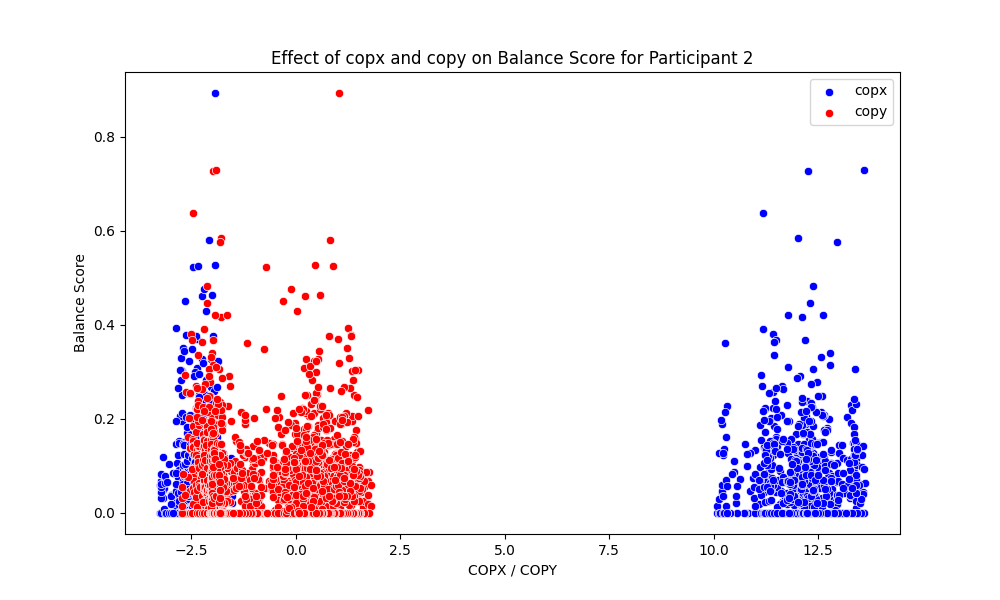 Effect of copx and copy on Balance Score for Participant 2
copx
copy
Balance Score
0.8
0.6
0.4
0.2
0.0
−2.5 0.0 2.5 5.0 7.5 10.0 12.5
COPX / COPY